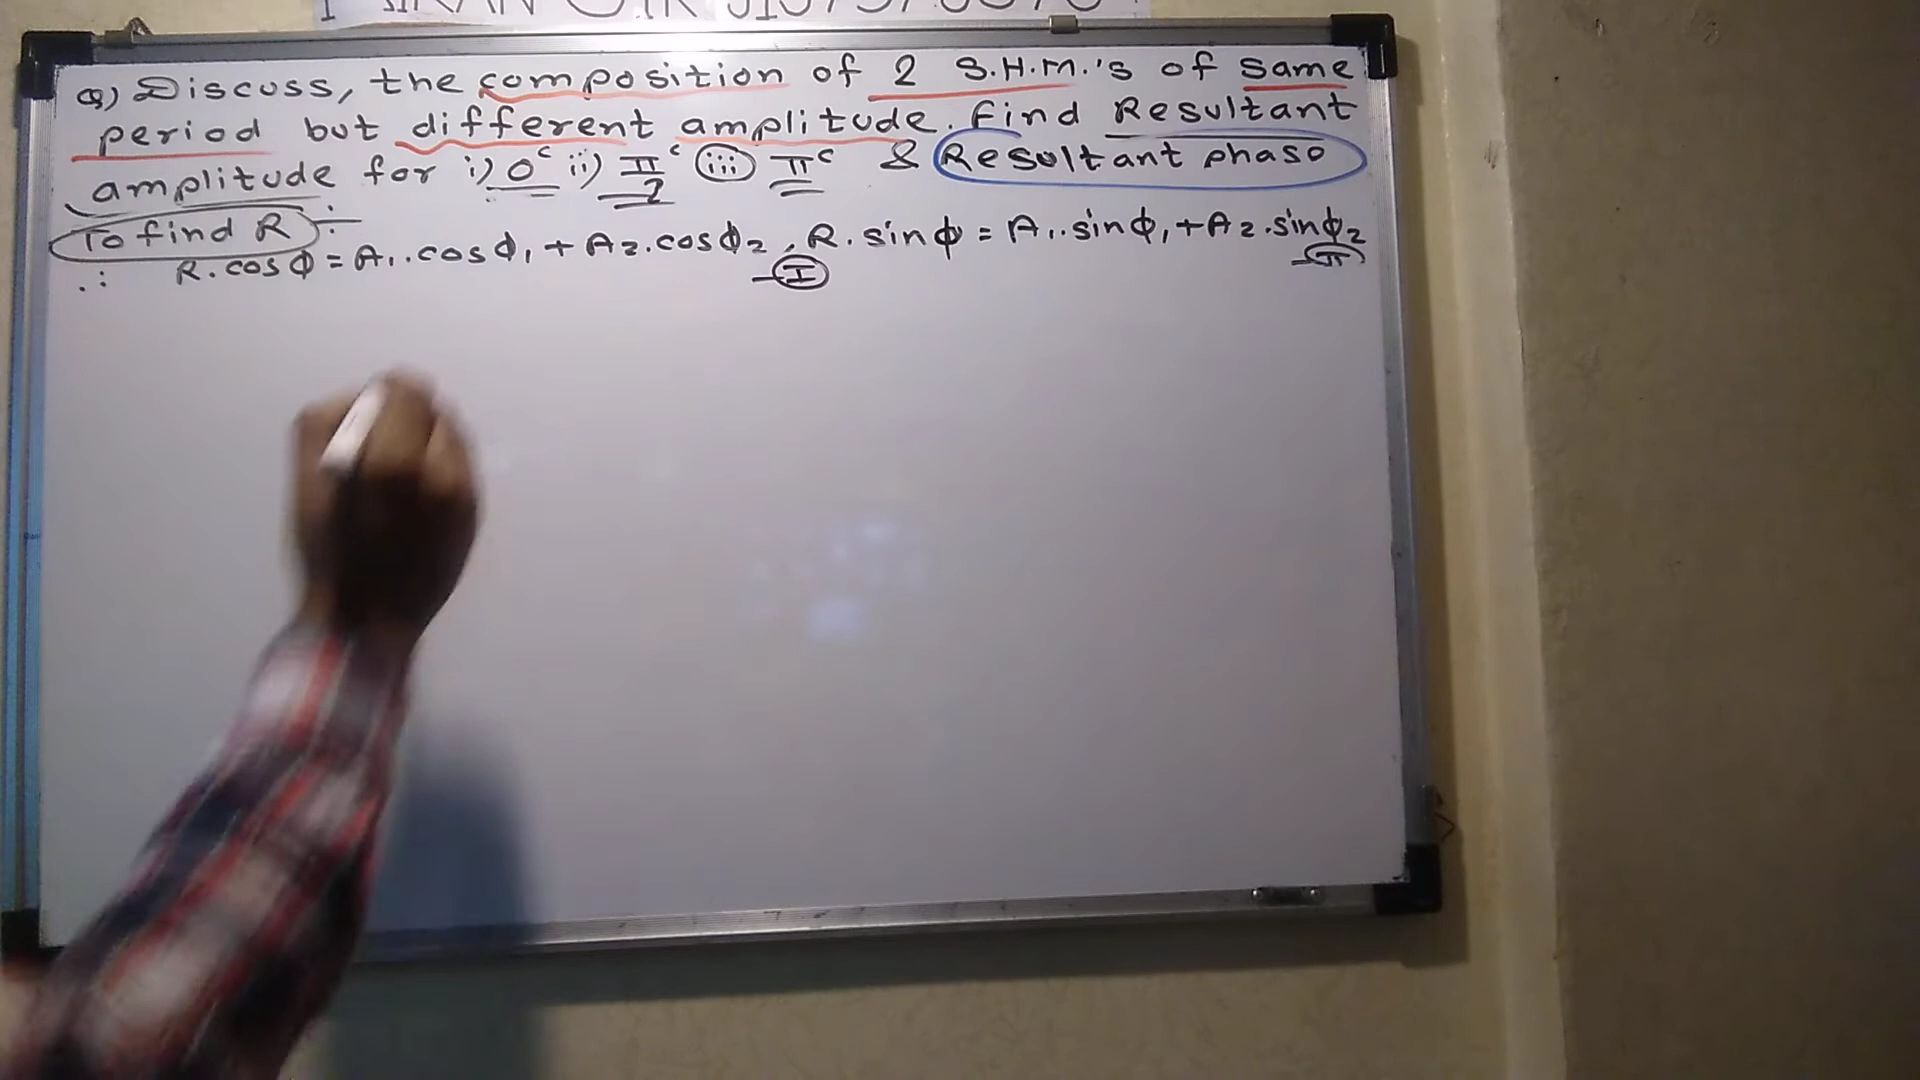 Q) Discuss, the composition of 2 S.H.M.'s of same
period but different amplitude. Find Resultant
amplitude for i) 0ᶜ ii) π/2ᶜ iii) πᶜ & Resultant phase
To find R :-
∴ R.cosϕ = A₁.cosϕ₁ + A₂.cosϕ₂ -I, R.sinϕ = A₁.sinϕ₁ + A₂.sinϕ₂ -II